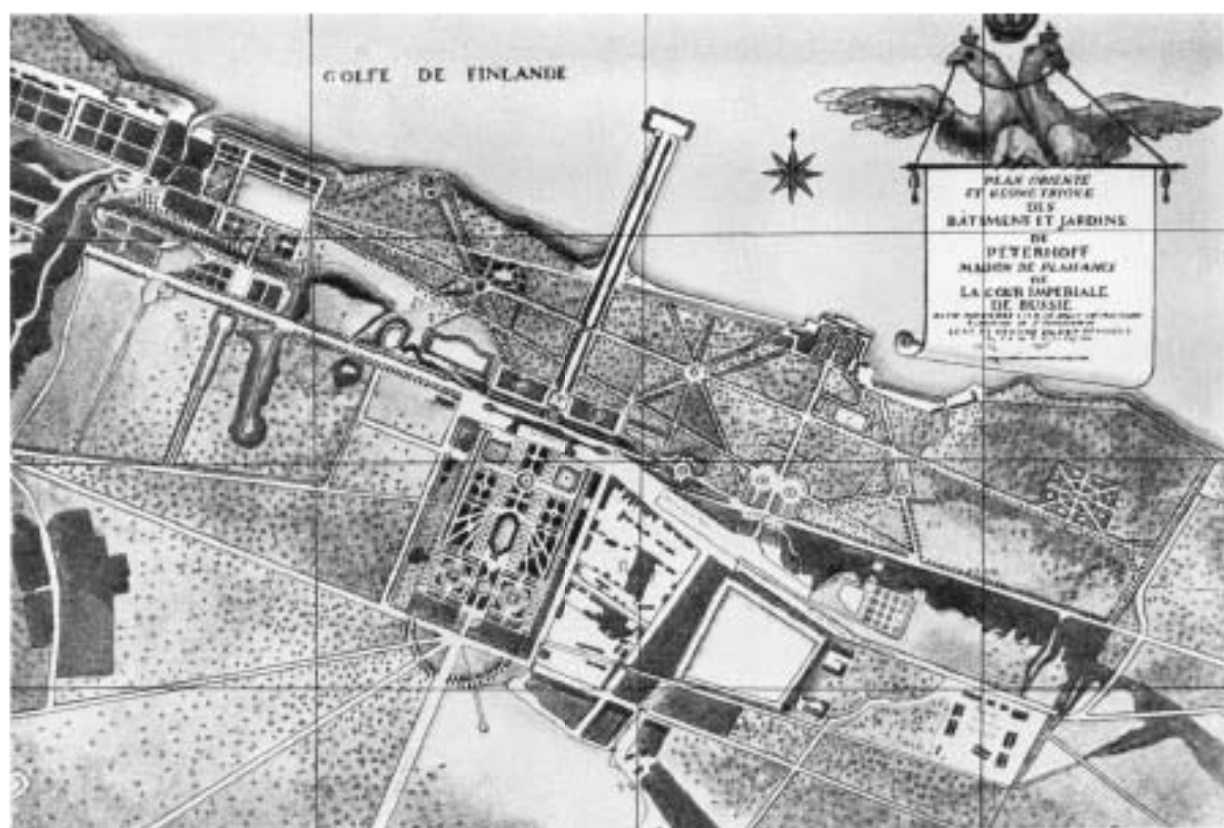 GOLFE DE FINLANDE
PLAN ORIENTE
ET GEOMETRIQUE
DES
BÂTIMENS ET JARDINS
DE
PETERHOFF
MAISON DE PLAISANCE
DE
LA COUR IMPERIALE
DE RUSSIE